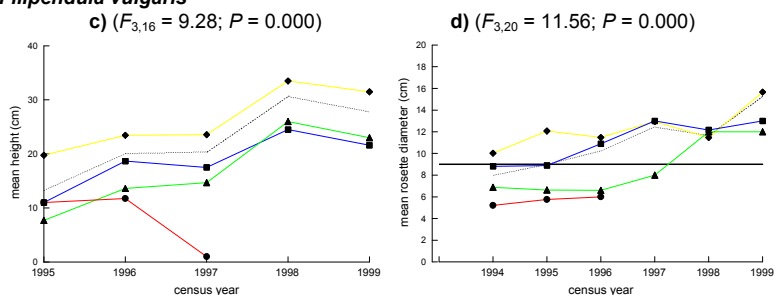 Filipendula vulgaris
c) (F3,16 = 9.28; P = 0.000)
d) (F3,20 = 11.56; P = 0.000)
mean height (cm)
40
30
20
10
0
1995 1996 1997 1998 1999
census year
mean rosette diameter (cm)
20
18
16
14
12
10
8
6
4
2
0
1994 1995 1996 1997 1998 1999
census year